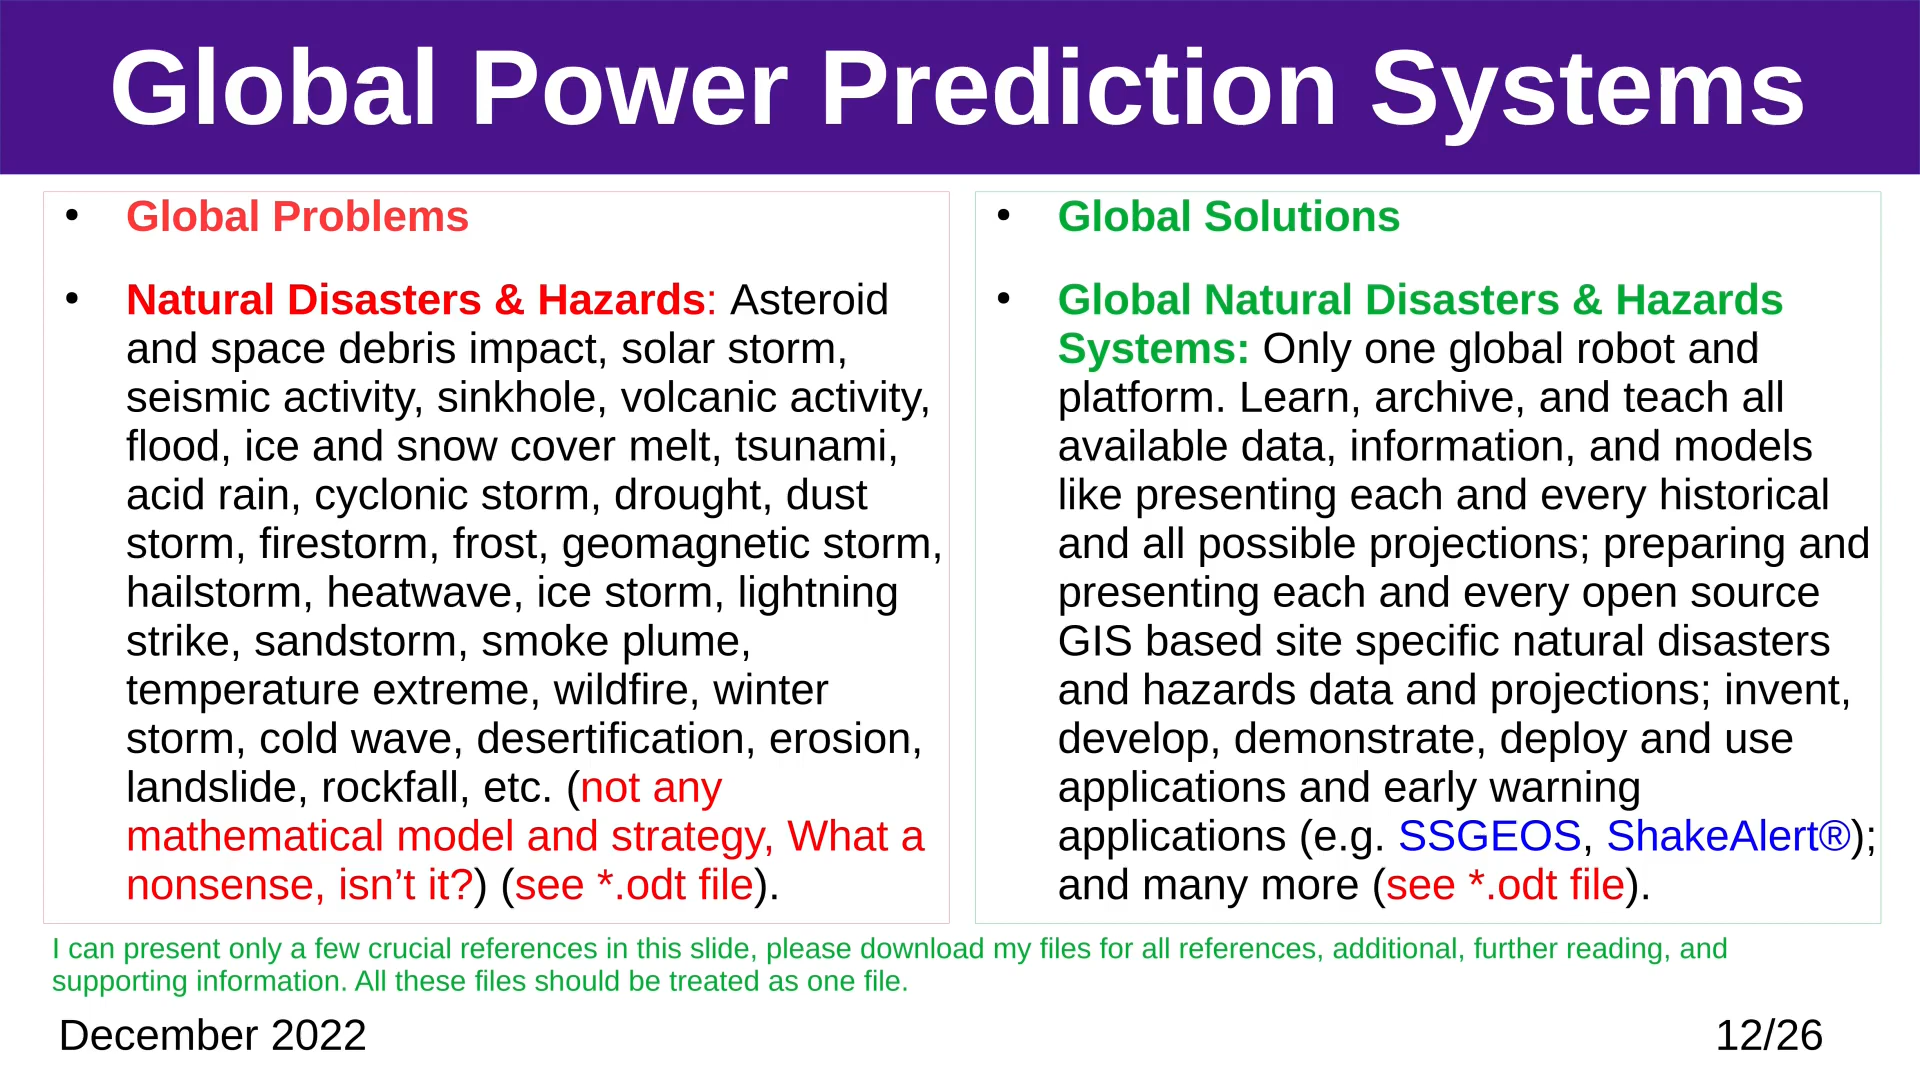 Global Power Prediction Systems
• Global Problems
• Natural Disasters & Hazards: Asteroid
and space debris impact, solar storm,
seismic activity, sinkhole, volcanic activity,
flood, ice and snow cover melt, tsunami,
acid rain, cyclonic storm, drought, dust
storm, firestorm, frost, geomagnetic storm,
hailstorm, heatwave, ice storm, lightning
strike, sandstorm, smoke plume,
temperature extreme, wildfire, winter
storm, cold wave, desertification, erosion,
landslide, rockfall, etc. (not any
mathematical model and strategy, What a
nonsense, isn’t it?) (see *.odt file).
• Global Solutions
• Global Natural Disasters & Hazards
Systems: Only one global robot and
platform. Learn, archive, and teach all
available data, information, and models
like presenting each and every historical
and all possible projections; preparing and
presenting each and every open source
GIS based site specific natural disasters
and hazards data and projections; invent,
develop, demonstrate, deploy and use
applications and early warning
applications (e.g. SSGEOS, ShakeAlert®);
and many more (see *.odt file).
I can present only a few crucial references in this slide, please download my files for all references, additional, further reading, and
supporting information. All these files should be treated as one file.
December 2022
12/26